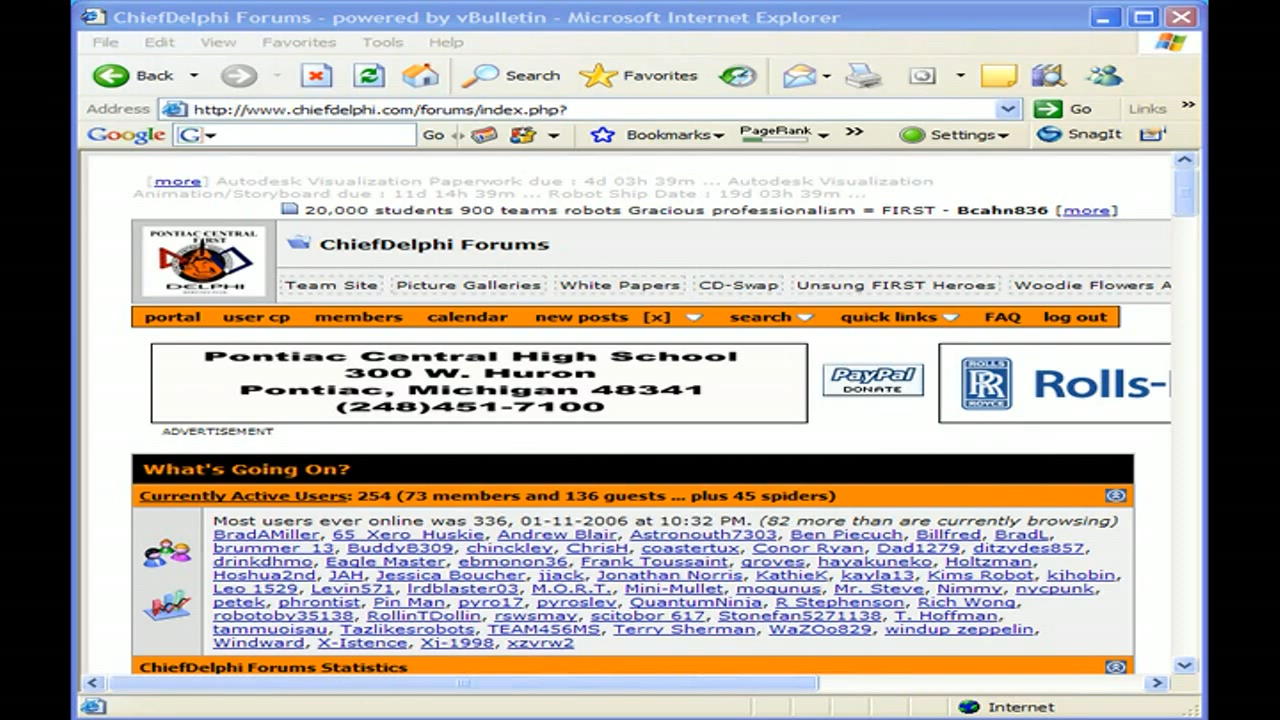 ChiefDelphi Forums - powered by vBulletin - Microsoft Internet Explorer
File Edit View Favorites Tools Help
Back Search Favorites
Address http://www.chiefdelphi.com/forums/index.php? Go Links »
Google G Go Bookmarks PageRank » Settings SnagIt
[more] Autodesk Visualization Paperwork due : 4d 03h 39m ... Autodesk Visualization
Animation/Storyboard due : 11d 14h 39m ... Robot Ship Date : 19d 03h 39m ...
20,000 students 900 teams robots Gracious professionalism = FIRST - Bcahn836 [more]
PONTIAC CENTRAL
FIRST
DELPHI
ChiefDelphi Forums
Team Site Picture Galleries White Papers CD-Swap Unsung FIRST Heroes Woodie Flowers A
portal user cp members calendar new posts [x] search quick links FAQ log out
Pontiac Central High School
300 W. Huron
Pontiac, Michigan 48341
(248)451-7100
PayPal
DONATE
ROLLS
RR
ROYCE
Rolls-
ADVERTISEMENT
What's Going On?
Currently Active Users: 254 (73 members and 136 guests ... plus 45 spiders)
Most users ever online was 336, 01-11-2006 at 10:32 PM. (82 more than are currently browsing)
BradAMiller, 65_Xero_Huskie, Andrew Blair, Astronouth7303, Ben Piecuch, Billfred, BradL,
brummer_13, BuddyB309, chinckley, ChrisH, coastertux, Conor Ryan, Dad1279, ditzydes857,
drinkdhmo, Eagle Master, ebmonon36, Frank Toussaint, groves, hayakuneko, Holtzman,
Hoshua2nd, JAH, Jessica Boucher, jjack, Jonathan Norris, KathieK, kayla13, Kims Robot, kjhobin,
Leo 1529, Levin571, lrdblaster03, M.O.R.T., Mini-Mullet, moqunus, Mr. Steve, Nimmy, nycpunk,
petek, phrontist, Pin Man, pyro17, pyroslev, QuantumNinja, R Stephenson, Rich Wong,
robotoby35138, RollinTDollin, rswsmay, scitobor 617, Stonefan5271138, T. Hoffman,
tammuoisau, Tazlikesrobots, TEAM456MS, Terry Sherman, WaZOo829, windup zeppelin,
Windward, X-Istence, Xj-1998, xzvrw2
ChiefDelphi Forums Statistics
Internet